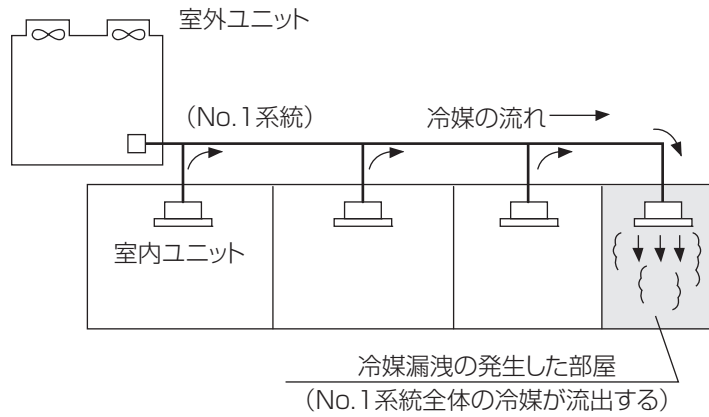 室外ユニット
（No.1系統）
冷媒の流れ
室内ユニット
冷媒漏洩の発生した部屋
（No.1系統全体の冷媒が流出する）